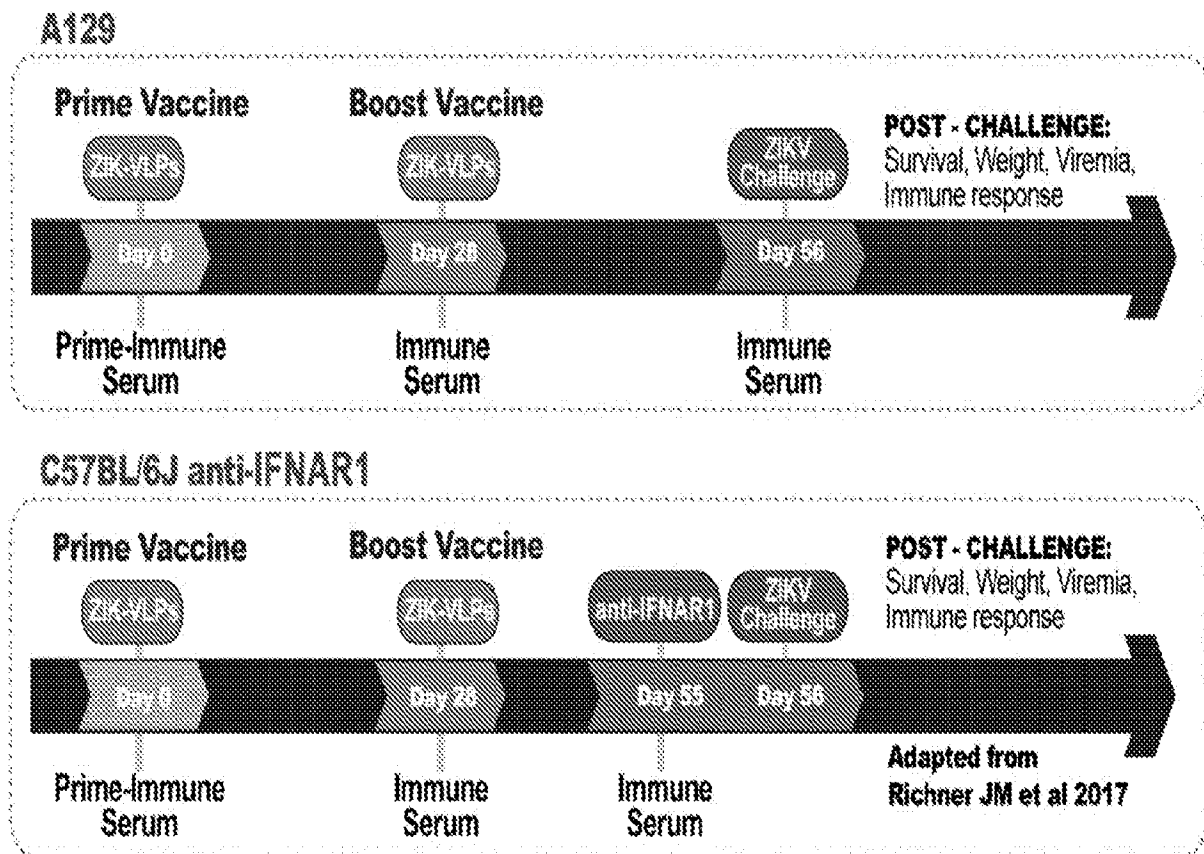 A129
Prime Vaccine
Boost Vaccine
ZIK-VLPs
ZIK-VLPs
ZIKV
Challenge
POST - CHALLENGE:
Survival, Weight, Viremia,
Immune response
Day 0
Day 28
Day 56
Prime-Immune
Serum
Immune
Serum
Immune
Serum
C57BL/6J anti-IFNAR1
Prime Vaccine
Boost Vaccine
ZIK-VLPs
ZIK-VLPs
anti-IFNAR1
ZIKV
Challenge
POST - CHALLENGE:
Survival, Weight, Viremia,
Immune response
Day 0
Day 28
Day 55
Day 56
Prime-Immune
Serum
Immune
Serum
Immune
Serum
Adapted from
Richner JM et al 2017